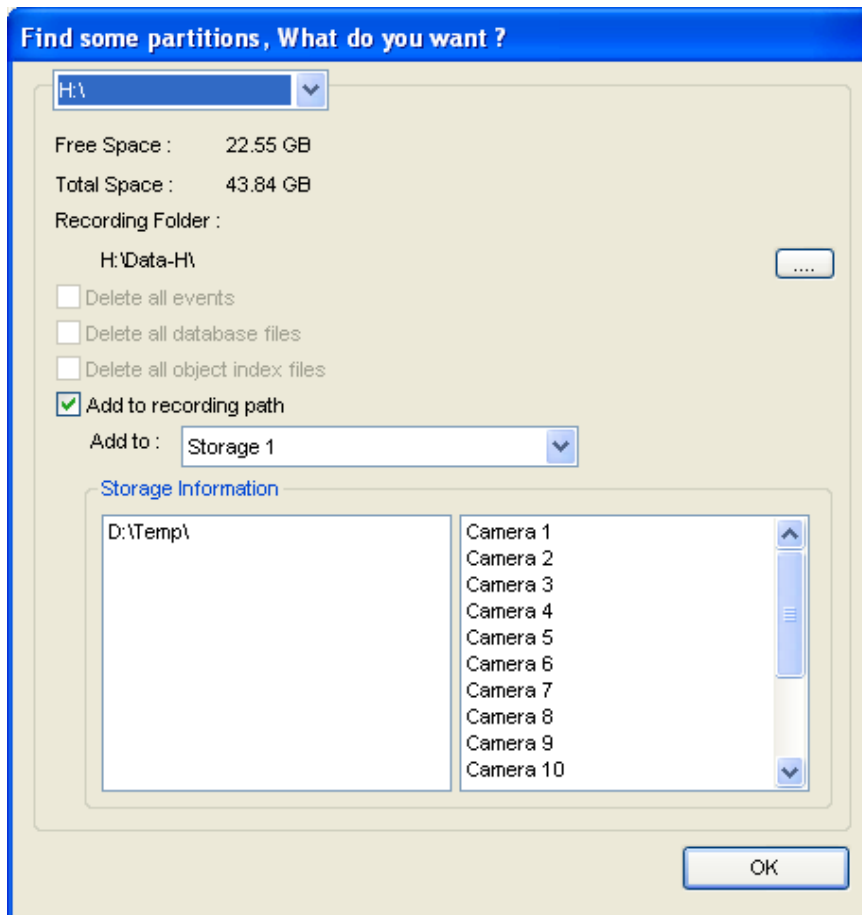 Find some partitions, What do you want ?
H:\
Free Space : 22.55 GB
Total Space : 43.84 GB
Recording Folder :
H:\Data-H\
....
Delete all events
Delete all database files
Delete all object index files
Add to recording path
Add to : Storage 1
Storage Information
D:\Temp\
Camera 1
Camera 2
Camera 3
Camera 4
Camera 5
Camera 6
Camera 7
Camera 8
Camera 9
Camera 10
OK